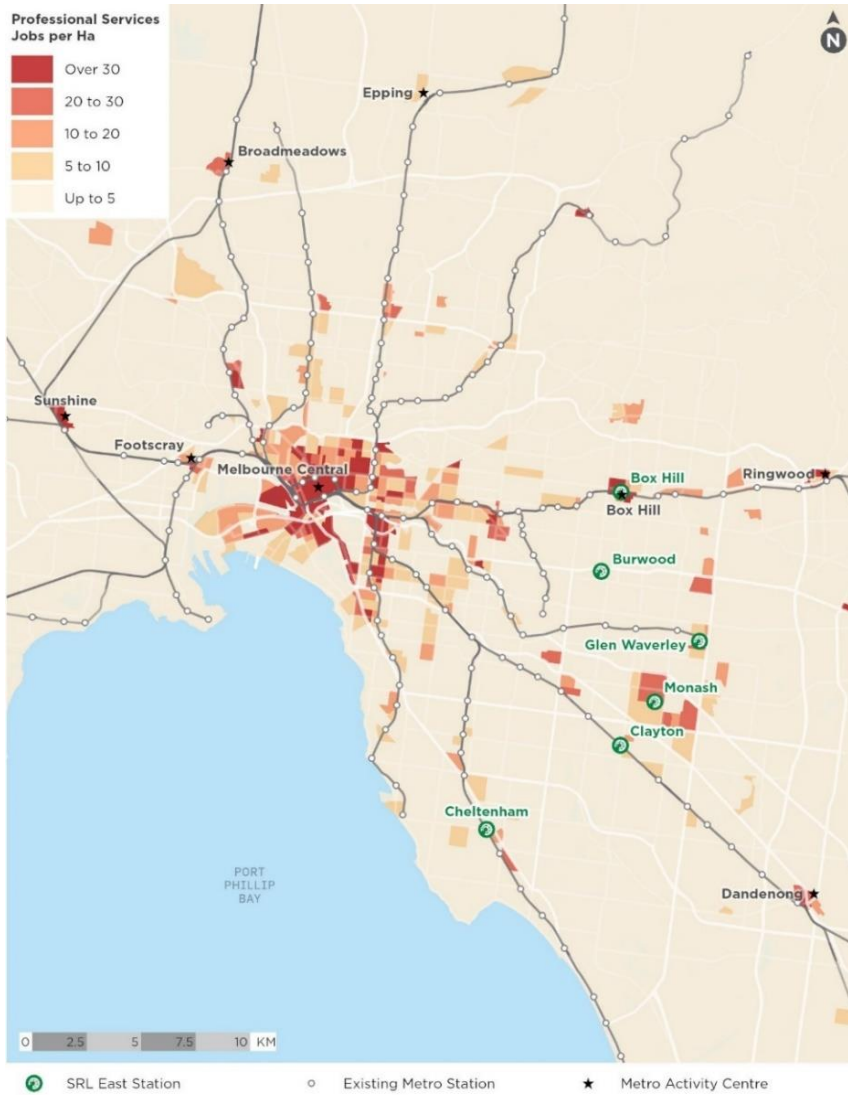 Professional Services
Jobs per Ha
Over 30
20 to 30
10 to 20
5 to 10
Up to 5
N
Epping
Broadmeadows
Sunshine
Footscray
Melbourne Central
Box Hill
Ringwood
Box Hill
Burwood
Glen Waverley
Monash
Clayton
Cheltenham
PORT
PHILLIP
BAY
Dandenong
0 2.5 5 7.5 10 KM
SRL East Station
Existing Metro Station
Metro Activity Centre